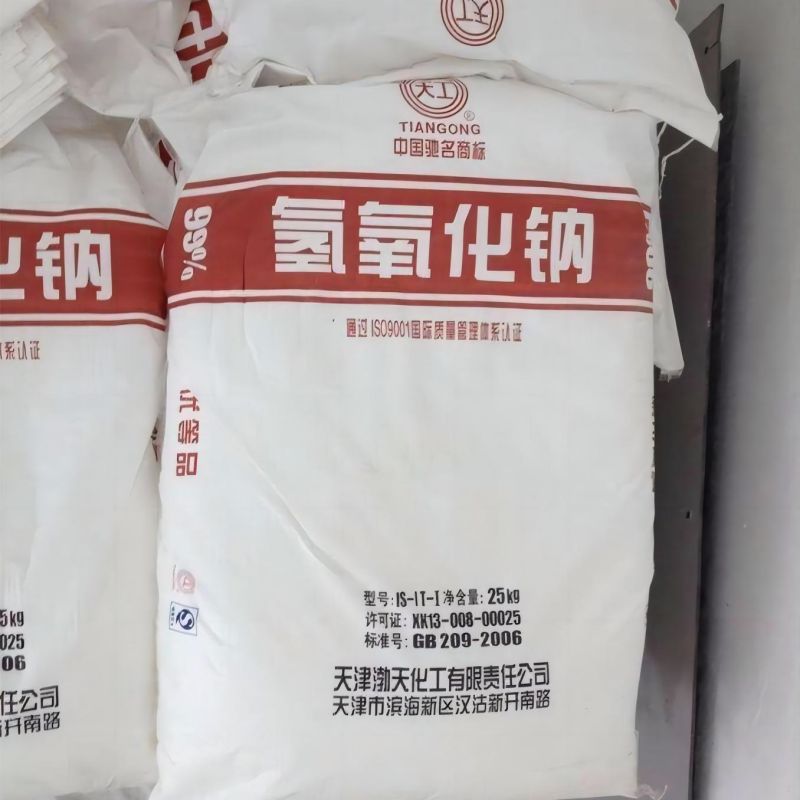 天工
天工
®
TIANGONG
中国驰名商标
99%
氢氧化钠
通过ISO9001国际质量管理体系认证
优等品
型号:IS-IT-I 净含量:25kg
许可证:XK13-008-00025
标准号:GB 209-2006
天津渤天化工有限责任公司
天津市滨海新区汉沽新开南路
化钠
系认证
5kg
025
06
任公司
新开南路